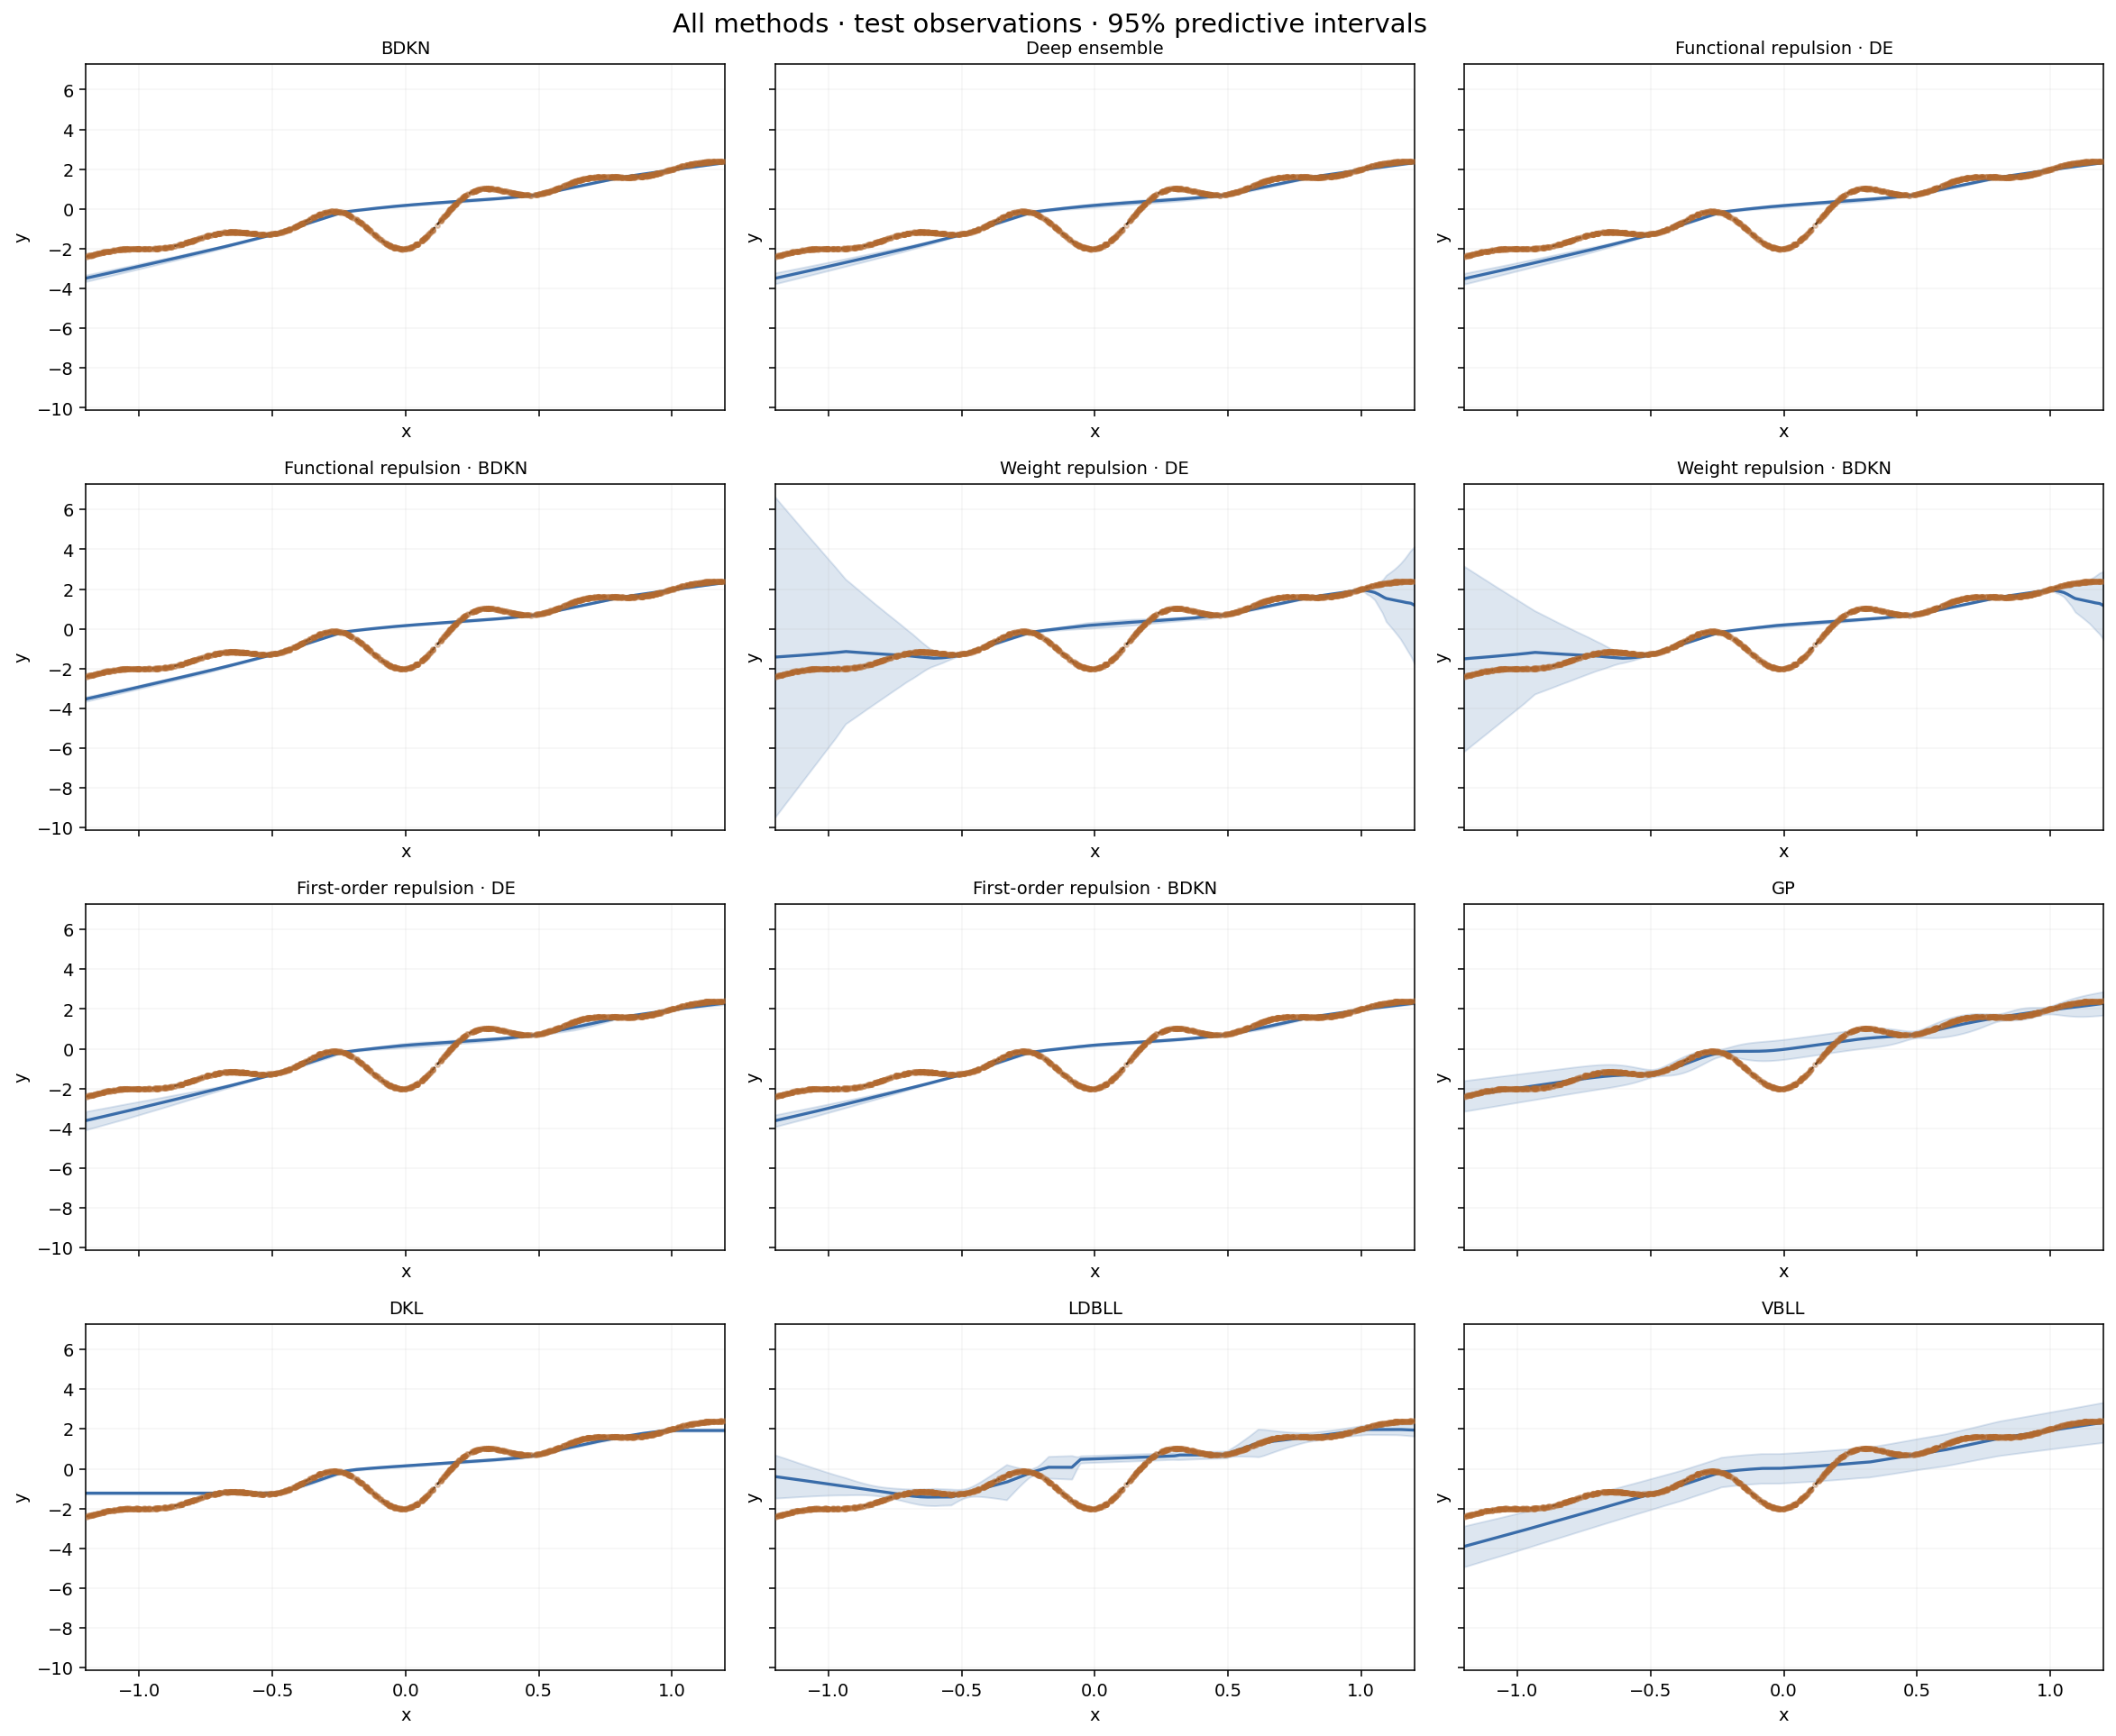 All methods · test observations · 95% predictive intervals
BDKN
Deep ensemble
Functional repulsion · DE
6
4
2
0
−2
−4
−6
−8
−10
y
y
y
x
x
x
Functional repulsion · BDKN
Weight repulsion · DE
Weight repulsion · BDKN
6
4
2
0
−2
−4
−6
−8
−10
y
y
y
x
x
x
First-order repulsion · DE
First-order repulsion · BDKN
GP
6
4
2
0
−2
−4
−6
−8
−10
y
y
y
x
x
x
DKL
LDBLL
VBLL
6
4
2
0
−2
−4
−6
−8
−10
y
y
y
−1.0 −0.5 0.0 0.5 1.0
−1.0 −0.5 0.0 0.5 1.0
−1.0 −0.5 0.0 0.5 1.0
x
x
x